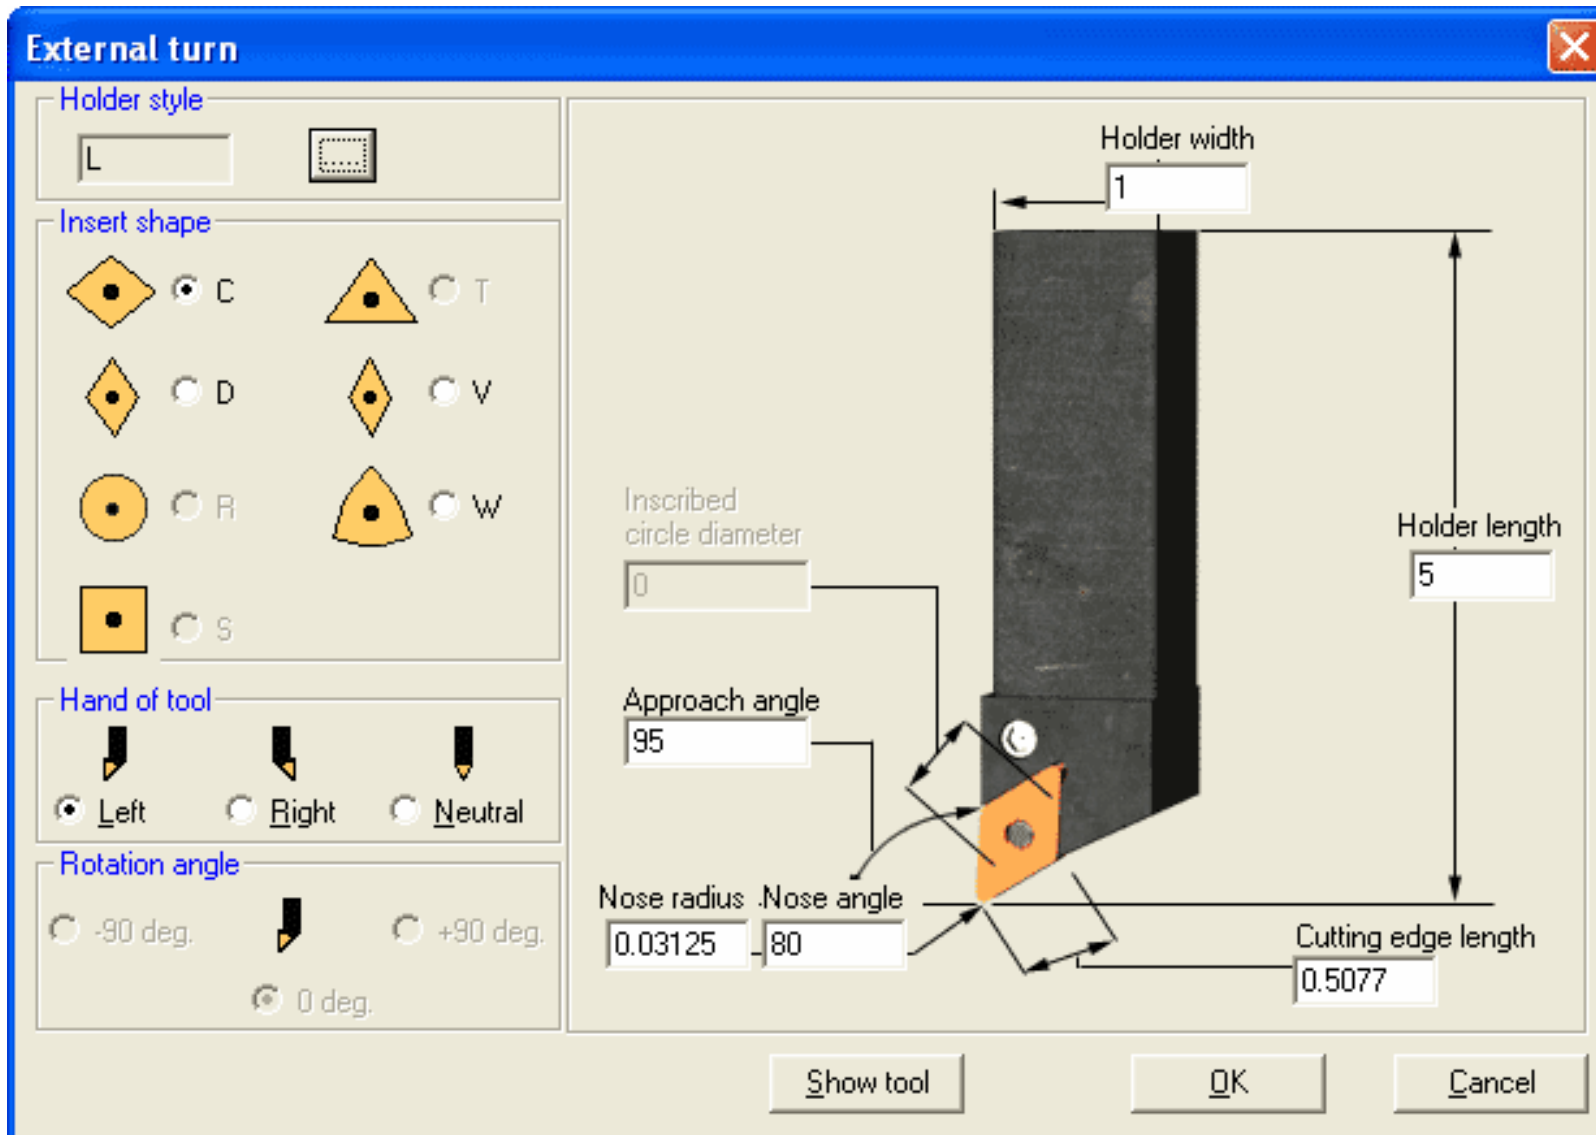 External turn
Holder style
L
Insert shape
C
T
D
V
R
W
S
Hand of tool
Left
Right
Neutral
Rotation angle
-90 deg.
+90 deg.
0 deg.
Holder width
1
Holder length
5
Inscribed
circle diameter
0
Approach angle
95
Nose radius
0.03125
Nose angle
80
Cutting edge length
0.5077
Show tool
OK
Cancel